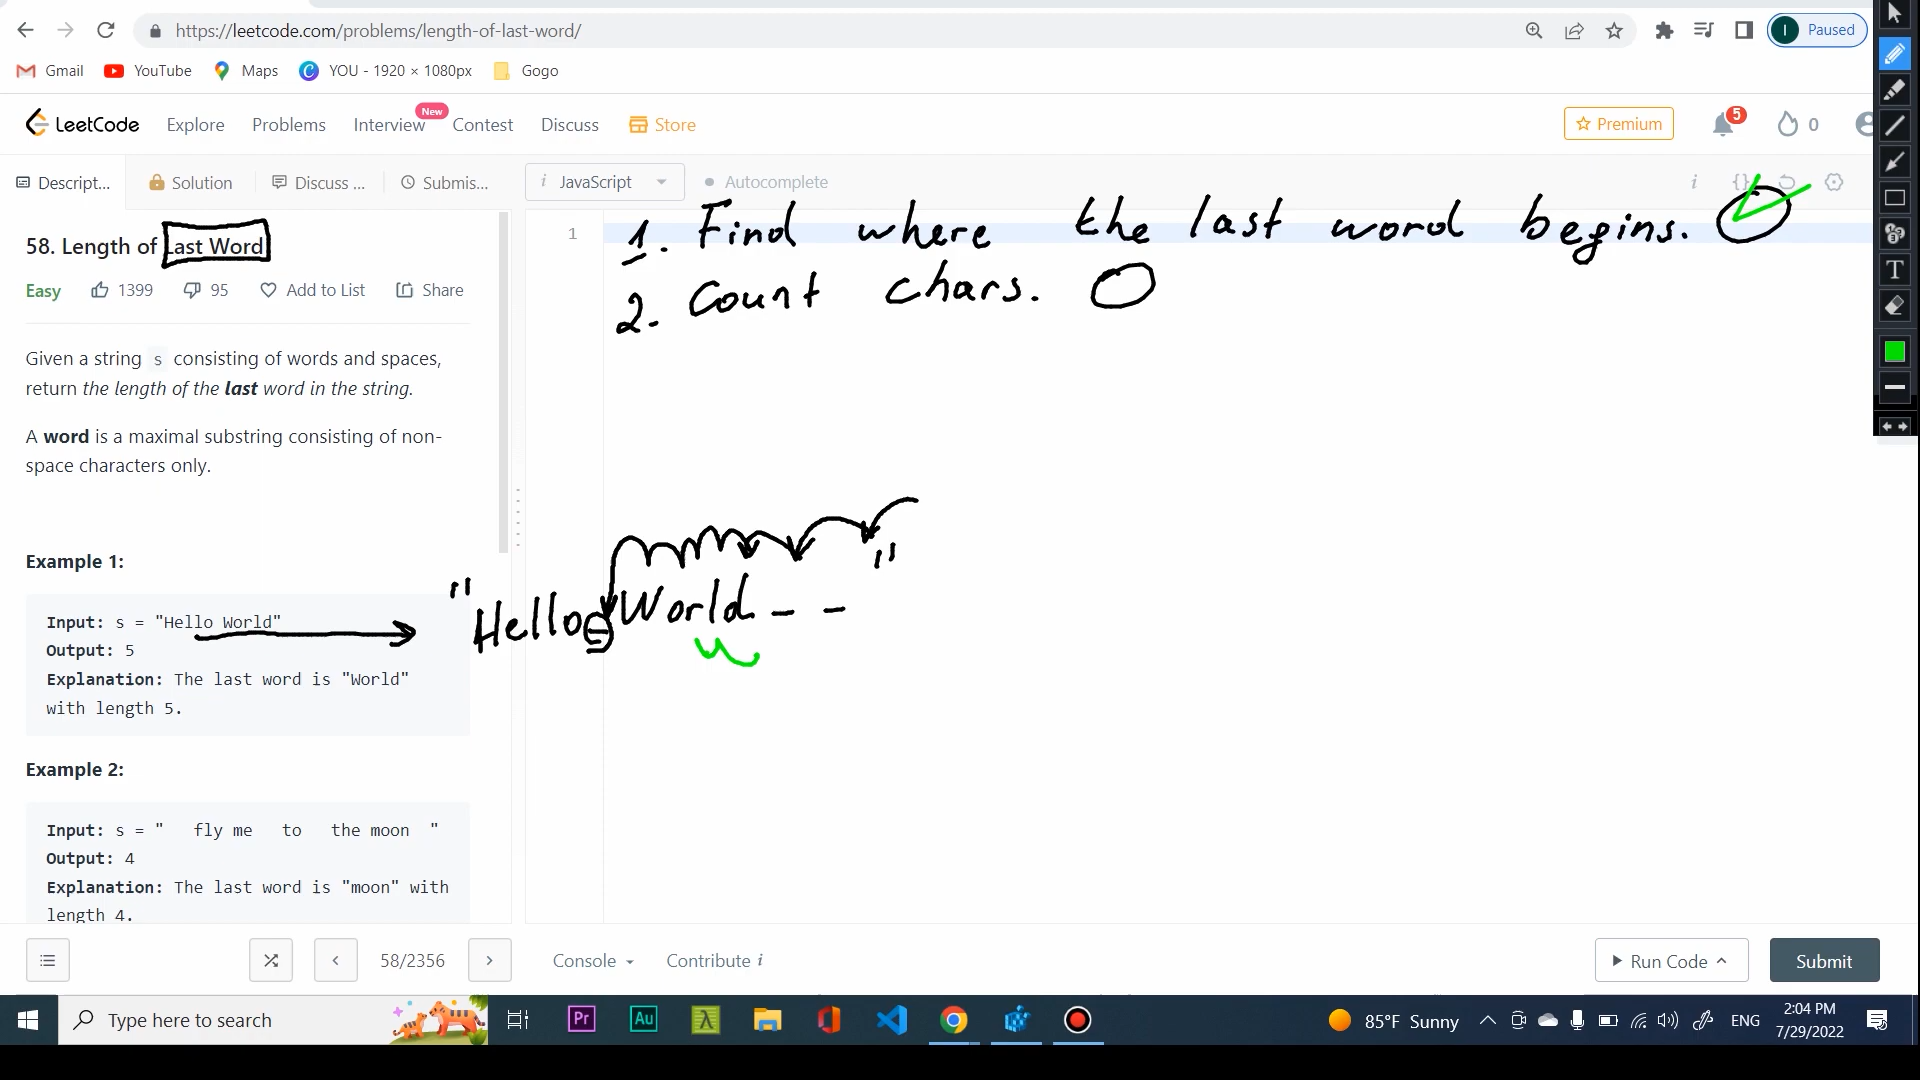 https://leetcode.com/problems/length-of-last-word/
Paused
Gmail YouTube Maps YOU - 1920 × 1080px Gogo
LeetCode Explore Problems Interview New Contest Discuss Store Premium 5 0
Descript... Solution Discuss ... Submis... i JavaScript Autocomplete i {}
58. Length of Last Word
Easy 1399 95 Add to List Share
Given a string s consisting of words and spaces,
return the length of the last word in the string.
A word is a maximal substring consisting of non-
space characters only.
Example 1:
Input: s = "Hello World"
Output: 5
Explanation: The last word is "World"
with length 5.
Example 2:
Input: s = "   fly me   to   the moon  "
Output: 4
Explanation: The last word is "moon" with
length 4.
1
1. Find where the last word begins.
2. Count chars.
"Hello World - - "
58/2356 Console Contribute i Run Code Submit
Type here to search Pr Au 85°F Sunny ENG 2:04 PM
7/29/2022